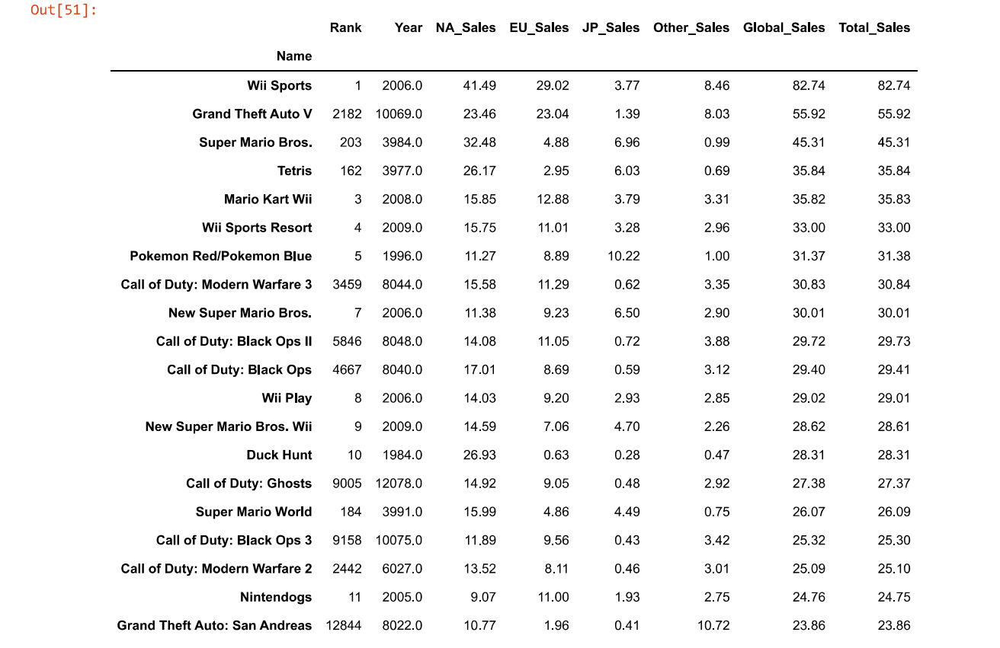 Out[51]:
Rank Year NA_Sales EU_Sales JP_Sales Other_Sales Global_Sales Total_Sales
Name
Wii Sports 1 2006.0 41.49 29.02 3.77 8.46 82.74 82.74
Grand Theft Auto V 2182 10069.0 23.46 23.04 1.39 8.03 55.92 55.92
Super Mario Bros. 203 3984.0 32.48 4.88 6.96 0.99 45.31 45.31
Tetris 162 3977.0 26.17 2.95 6.03 0.69 35.84 35.84
Mario Kart Wii 3 2008.0 15.85 12.88 3.79 3.31 35.82 35.83
Wii Sports Resort 4 2009.0 15.75 11.01 3.28 2.96 33.00 33.00
Pokemon Red/Pokemon Blue 5 1996.0 11.27 8.89 10.22 1.00 31.37 31.38
Call of Duty: Modern Warfare 3 3459 8044.0 15.58 11.29 0.62 3.35 30.83 30.84
New Super Mario Bros. 7 2006.0 11.38 9.23 6.50 2.90 30.01 30.01
Call of Duty: Black Ops II 5846 8048.0 14.08 11.05 0.72 3.88 29.72 29.73
Call of Duty: Black Ops 4667 8040.0 17.01 8.69 0.59 3.12 29.40 29.41
Wii Play 8 2006.0 14.03 9.20 2.93 2.85 29.02 29.01
New Super Mario Bros. Wii 9 2009.0 14.59 7.06 4.70 2.26 28.62 28.61
Duck Hunt 10 1984.0 26.93 0.63 0.28 0.47 28.31 28.31
Call of Duty: Ghosts 9005 12078.0 14.92 9.05 0.48 2.92 27.38 27.37
Super Mario World 184 3991.0 15.99 4.86 4.49 0.75 26.07 26.09
Call of Duty: Black Ops 3 9158 10075.0 11.89 9.56 0.43 3.42 25.32 25.30
Call of Duty: Modern Warfare 2 2442 6027.0 13.52 8.11 0.46 3.01 25.09 25.10
Nintendogs 11 2005.0 9.07 11.00 1.93 2.75 24.76 24.75
Grand Theft Auto: San Andreas 12844 8022.0 10.77 1.96 0.41 10.72 23.86 23.86